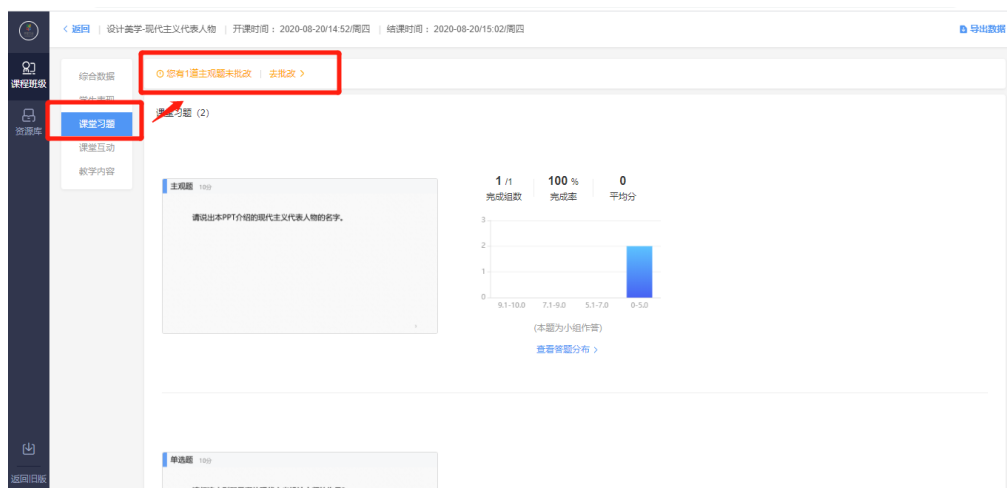 < 返回 | 设计美学-现代主义代表人物 | 开课时间： 2020-08-20/14:52/周四 | 结课时间： 2020-08-20/15:02/周四
导出数据
课程班级
资源库
返回旧版
综合数据
学生表现
课堂习题
课堂互动
教学内容
您有1道主观题未批改 | 去批改 >
课堂习题（2）
主观题 10分
请说出本PPT介绍的现代主义代表人物的名字。
1
1 /1
完成组数
100 %
完成率
0
平均分
3
2
1
0
9.1-10.0 7.1-9.0 5.1-7.0 0-5.0
(本题为小组作答)
查看答题分布 >
单选题 10分